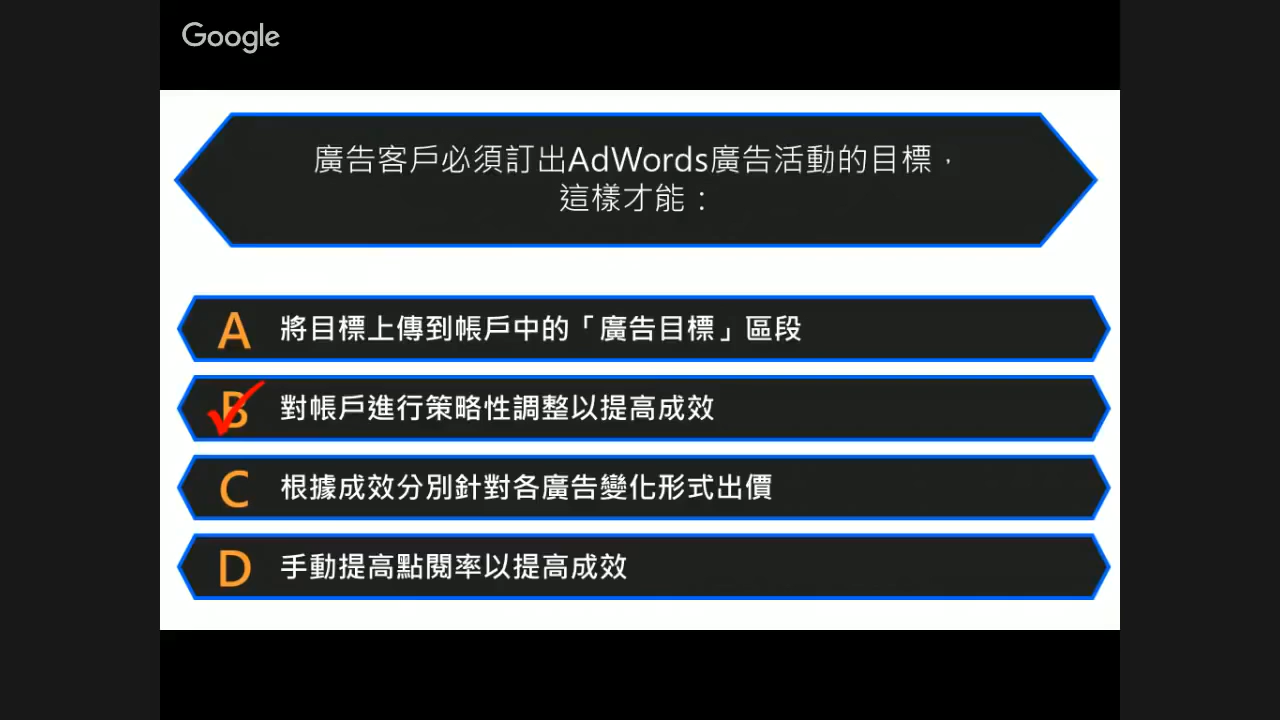 Google
廣告客戶必須訂出AdWords廣告活動的目標，
這樣才能：
A 將目標上傳到帳戶中的「廣告目標」區段
B 對帳戶進行策略性調整以提高成效
C 根據成效分別針對各廣告變化形式出價
D 手動提高點閱率以提高成效